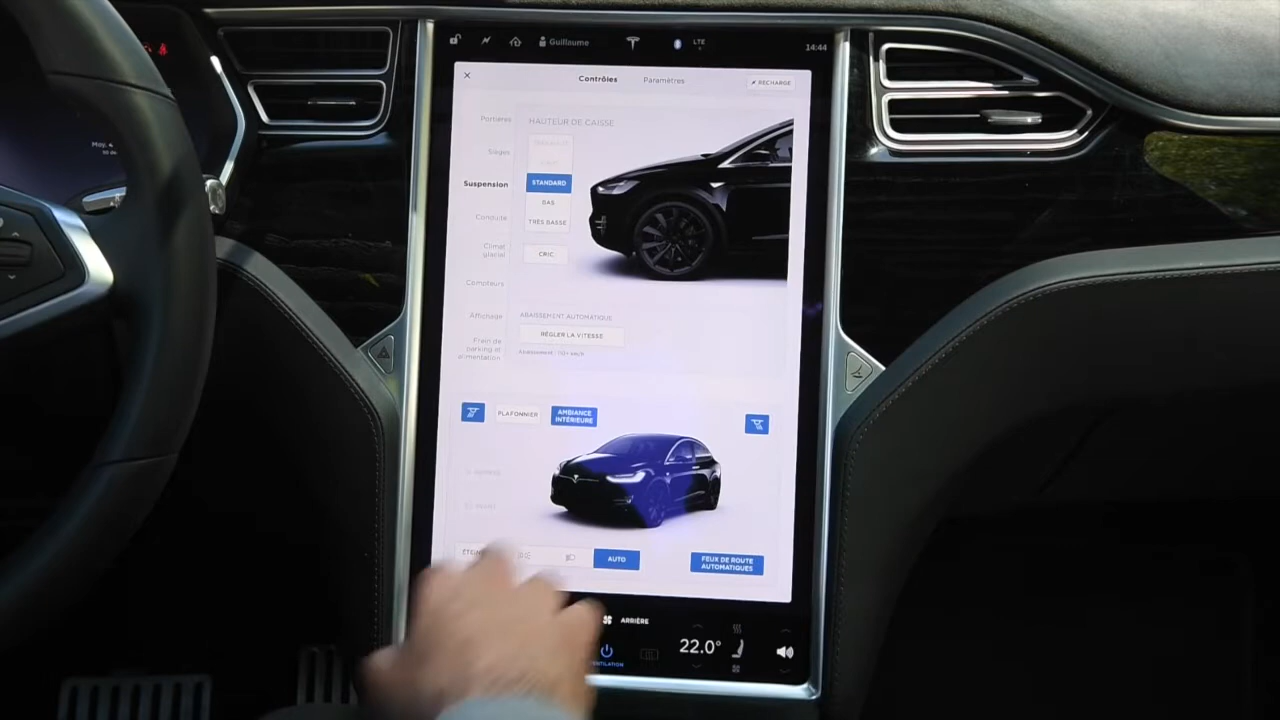 Guillaume
LTE
14:44
Contrôles
Paramètres
RECHARGE
Portières
HAUTEUR DE CAISSE
Sièges
Suspension
STANDARD
BAS
TRÈS BASSE
Conduite
Climat
glacial
CRIC
Compteurs
Affichage
ABAISSEMENT AUTOMATIQUE
RÉGLER LA VITESSE
Frein de
parking et
alimentation
PLAFONNIER
AMBIANCE
INTÉRIEURE
AUTO
FEUX DE ROUTE
AUTOMATIQUES
ARRIÈRE
22.0°